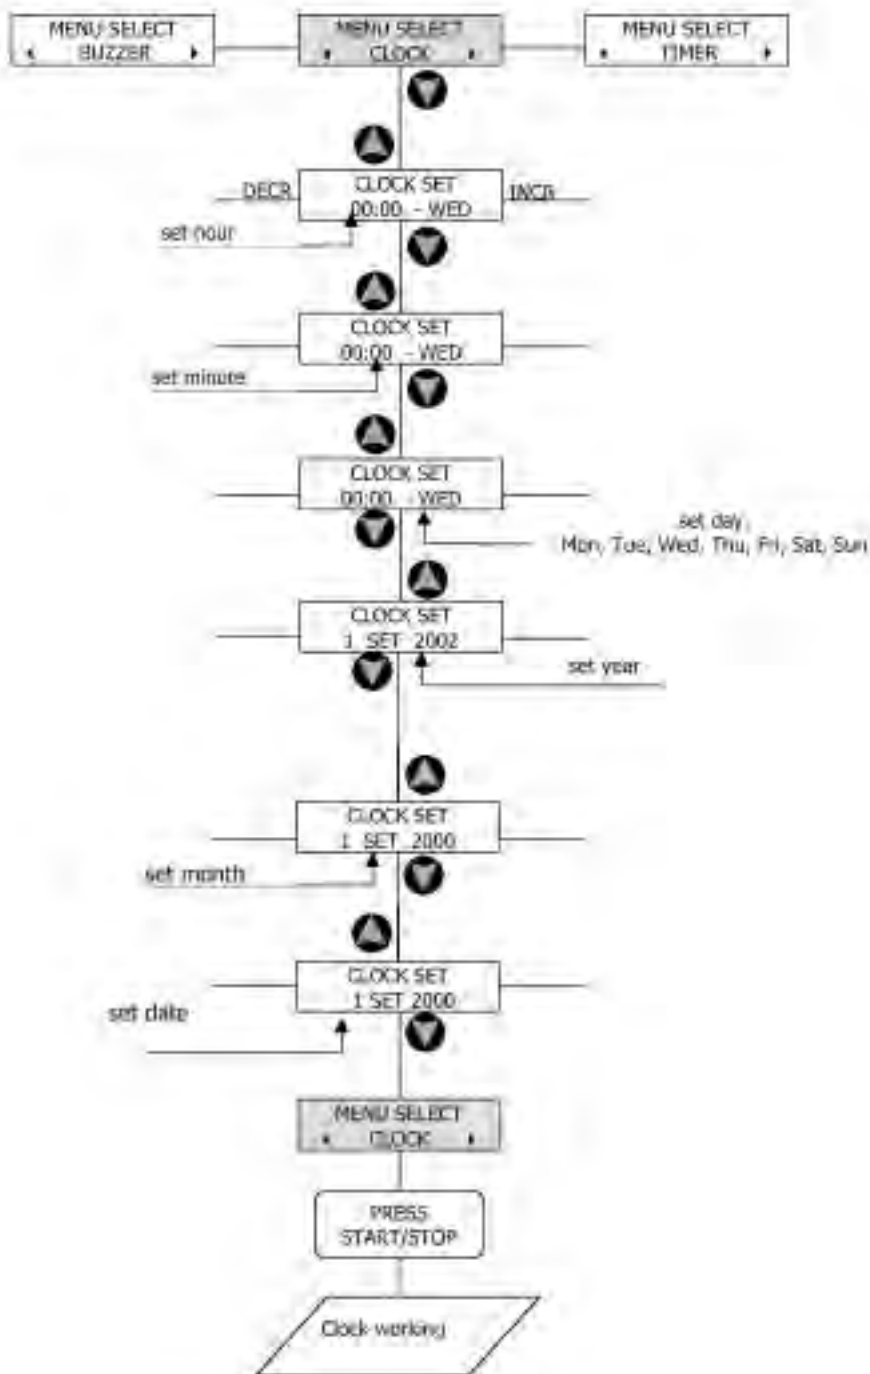 MENU SELECT
BUZZER
MENU SELECT
CLOCK
MENU SELECT
TIMER
DECR
CLOCK SET
00:00 - WED
INCR
set hour
CLOCK SET
00:00 - WED
set minute
CLOCK SET
00:00 - WED
set day
Mon, Tue, Wed, Thu, Fri, Sat, Sun
CLOCK SET
1 SET 2002
set year
CLOCK SET
1 SET 2000
set month
CLOCK SET
1 SET 2000
set date
MENU SELECT
CLOCK
PRESS
START/STOP
Clock working